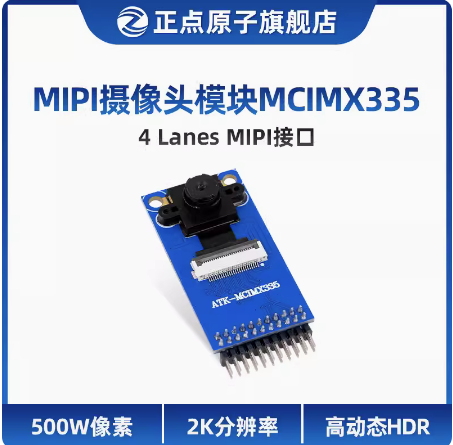 正点原子旗舰店
MIPI摄像头模块MCIMX335
4 Lanes MIPI接口
ATK-MCIMX335
500W像素
2K分辨率
高动态HDR